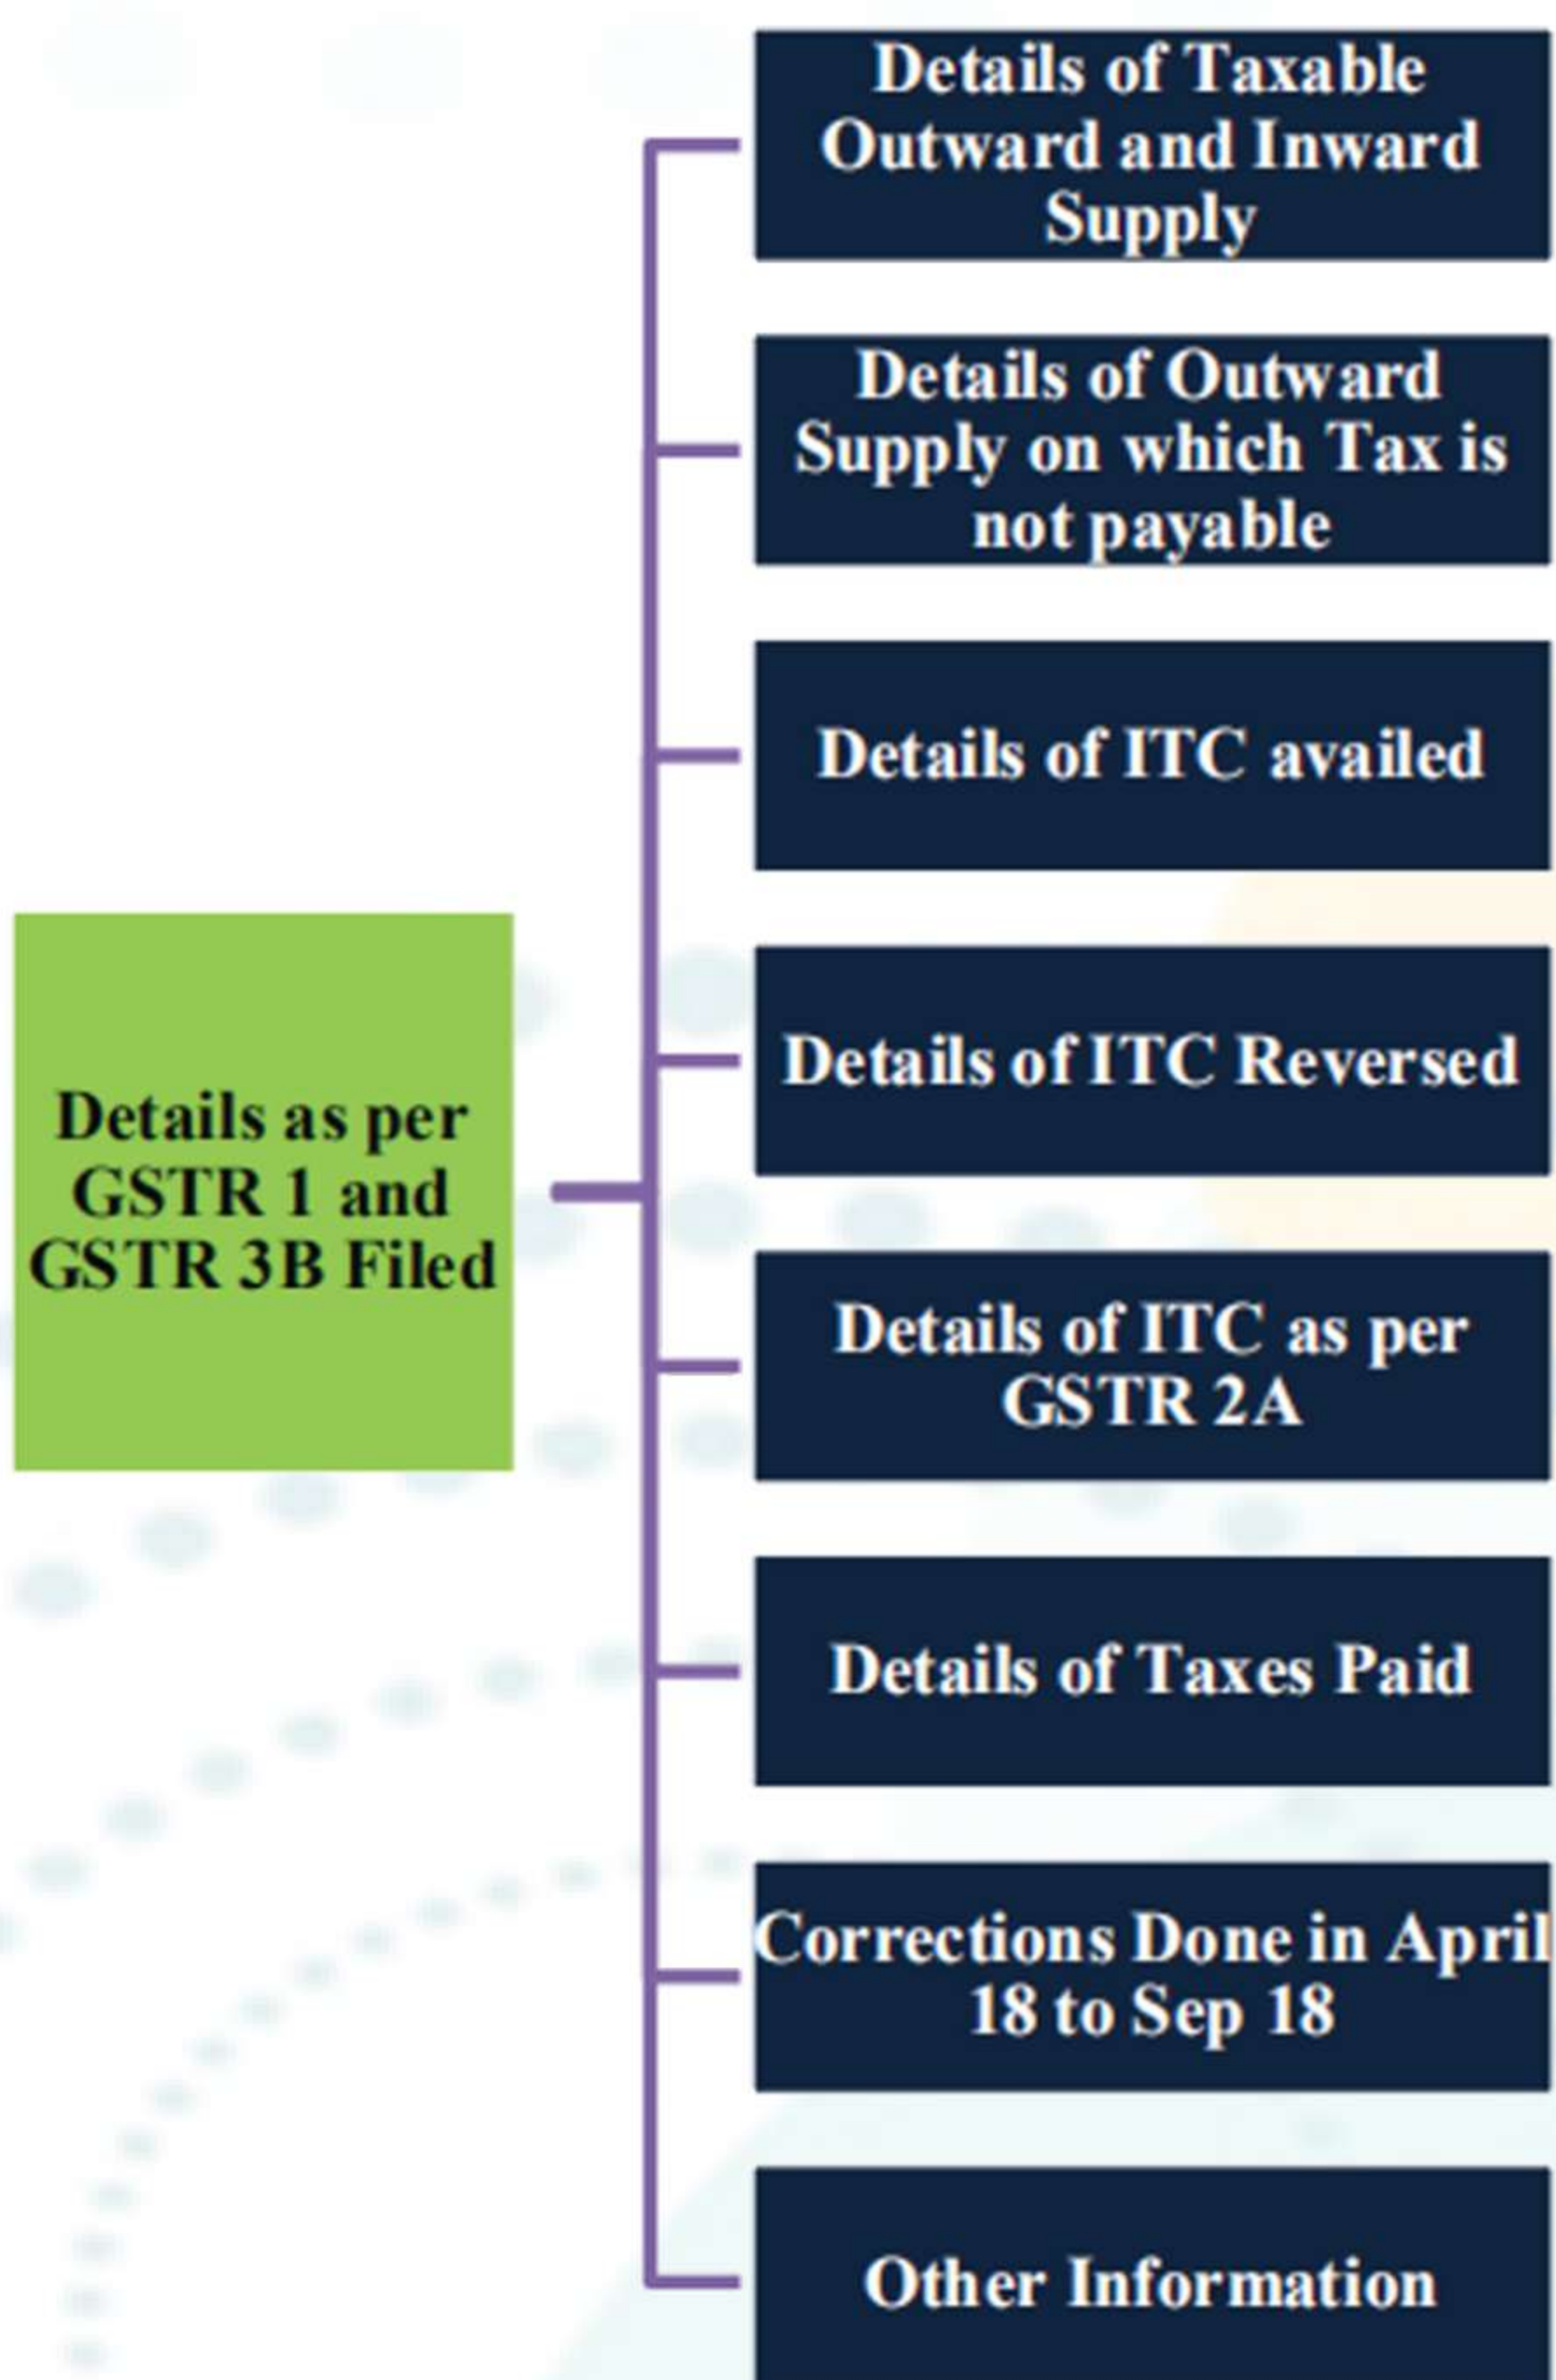 Details as per
GSTR 1 and
GSTR 3B Filed
Details of Taxable
Outward and Inward
Supply
Details of Outward
Supply on which Tax is
not payable
Details of ITC availed
Details of ITC Reversed
Details of ITC as per
GSTR 2A
Details of Taxes Paid
Corrections Done in April
18 to Sep 18
Other Information